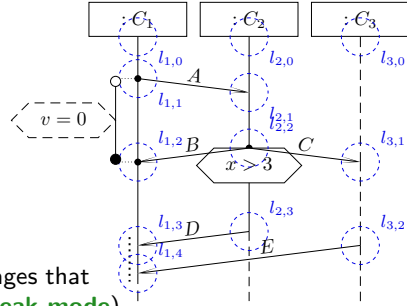 : C₁ : C₂ : C₃
l₁,₀ l₂,₀ l₃,₀
A
l₁,₁ l₂,₁
l₂,₂
v = 0
l₁,₂ B C l₃,₁
x > 3
l₁,₃ D l₂,₃ l₃,₂
l₁,₄ E
ges that
eak mode)